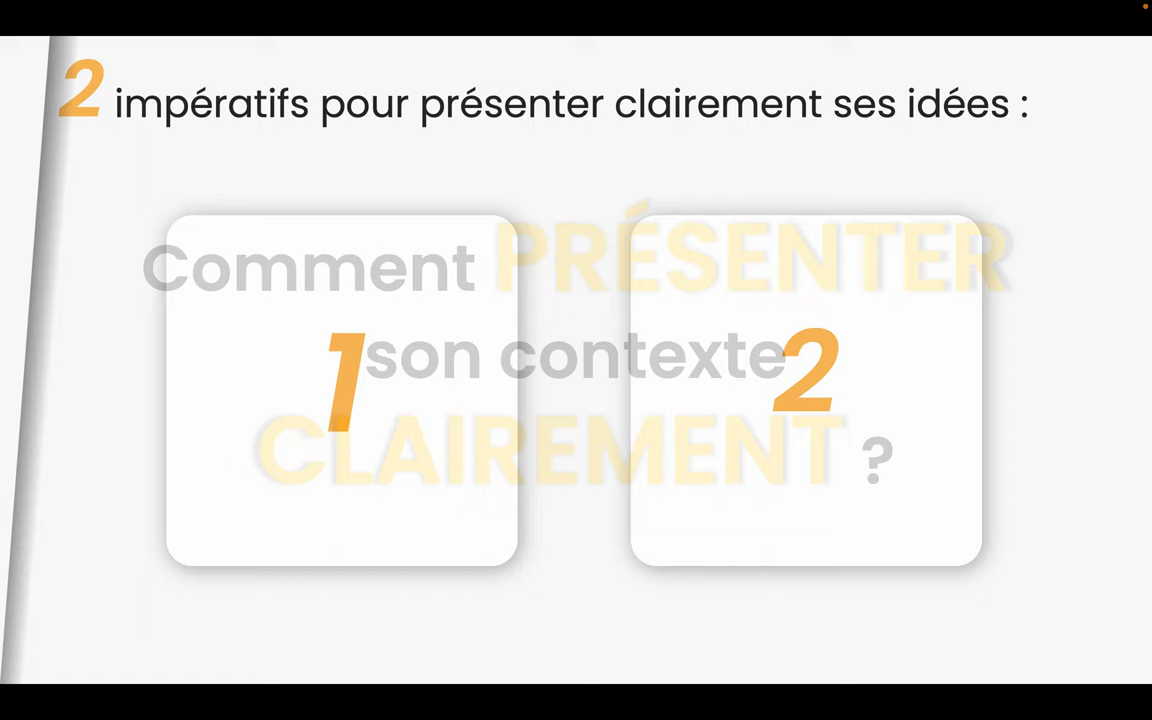 2 impératifs pour présenter clairement ses idées :
Comment PRÉSENTER
1 son contexte 2
CLAIREMENT ?